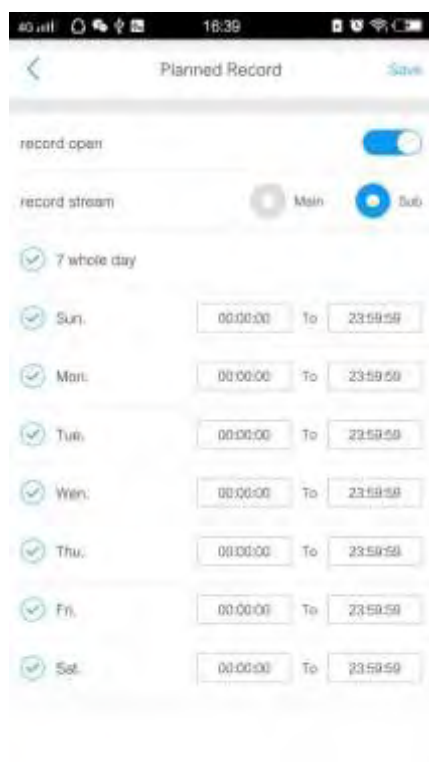 4G 16:39
Planned Record Save
record open
record stream Main Sub
7 whole day
Sun. 00:00:00 To 23:59:59
Mon. 00:00:00 To 23:59:59
Tue. 00:00:00 To 23:59:59
Wen. 00:00:00 To 23:59:59
Thu. 00:00:00 To 23:59:59
Fri. 00:00:00 To 23:59:59
Sat. 00:00:00 To 23:59:59